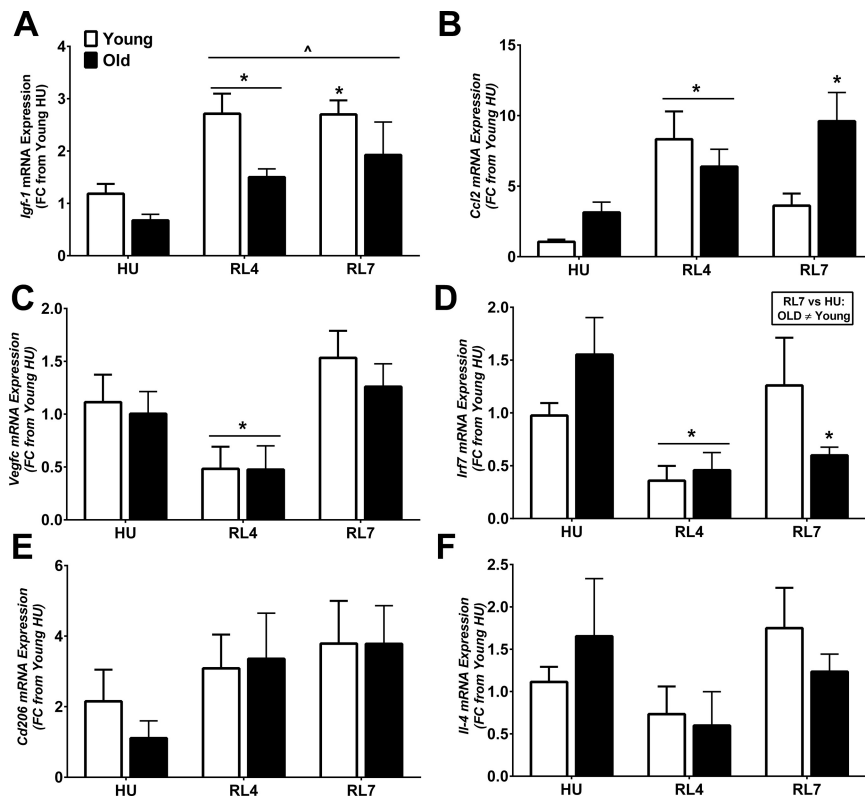 A
Young
Old
Igf-1 mRNA Expression
(FC from Young HU)
4
3
2
1
0
^
*
*
HU
RL4
RL7
B
Ccl2 mRNA Expression
(FC from Young HU)
15
10
5
0
*
*
HU
RL4
RL7
C
Vegfc mRNA Expression
(FC from Young HU)
2.0
1.5
1.0
0.5
0.0
*
HU
RL4
RL7
D
RL7 vs HU:
OLD ≠ Young
Irf7 mRNA Expression
(FC from Young HU)
2.0
1.5
1.0
0.5
0.0
*
*
HU
RL4
RL7
E
Cd206 mRNA Expression
(FC from Young HU)
6
4
2
0
HU
RL4
RL7
F
Il-4 mRNA Expression
(FC from Young HU)
2.5
2.0
1.5
1.0
0.5
0.0
HU
RL4
RL7